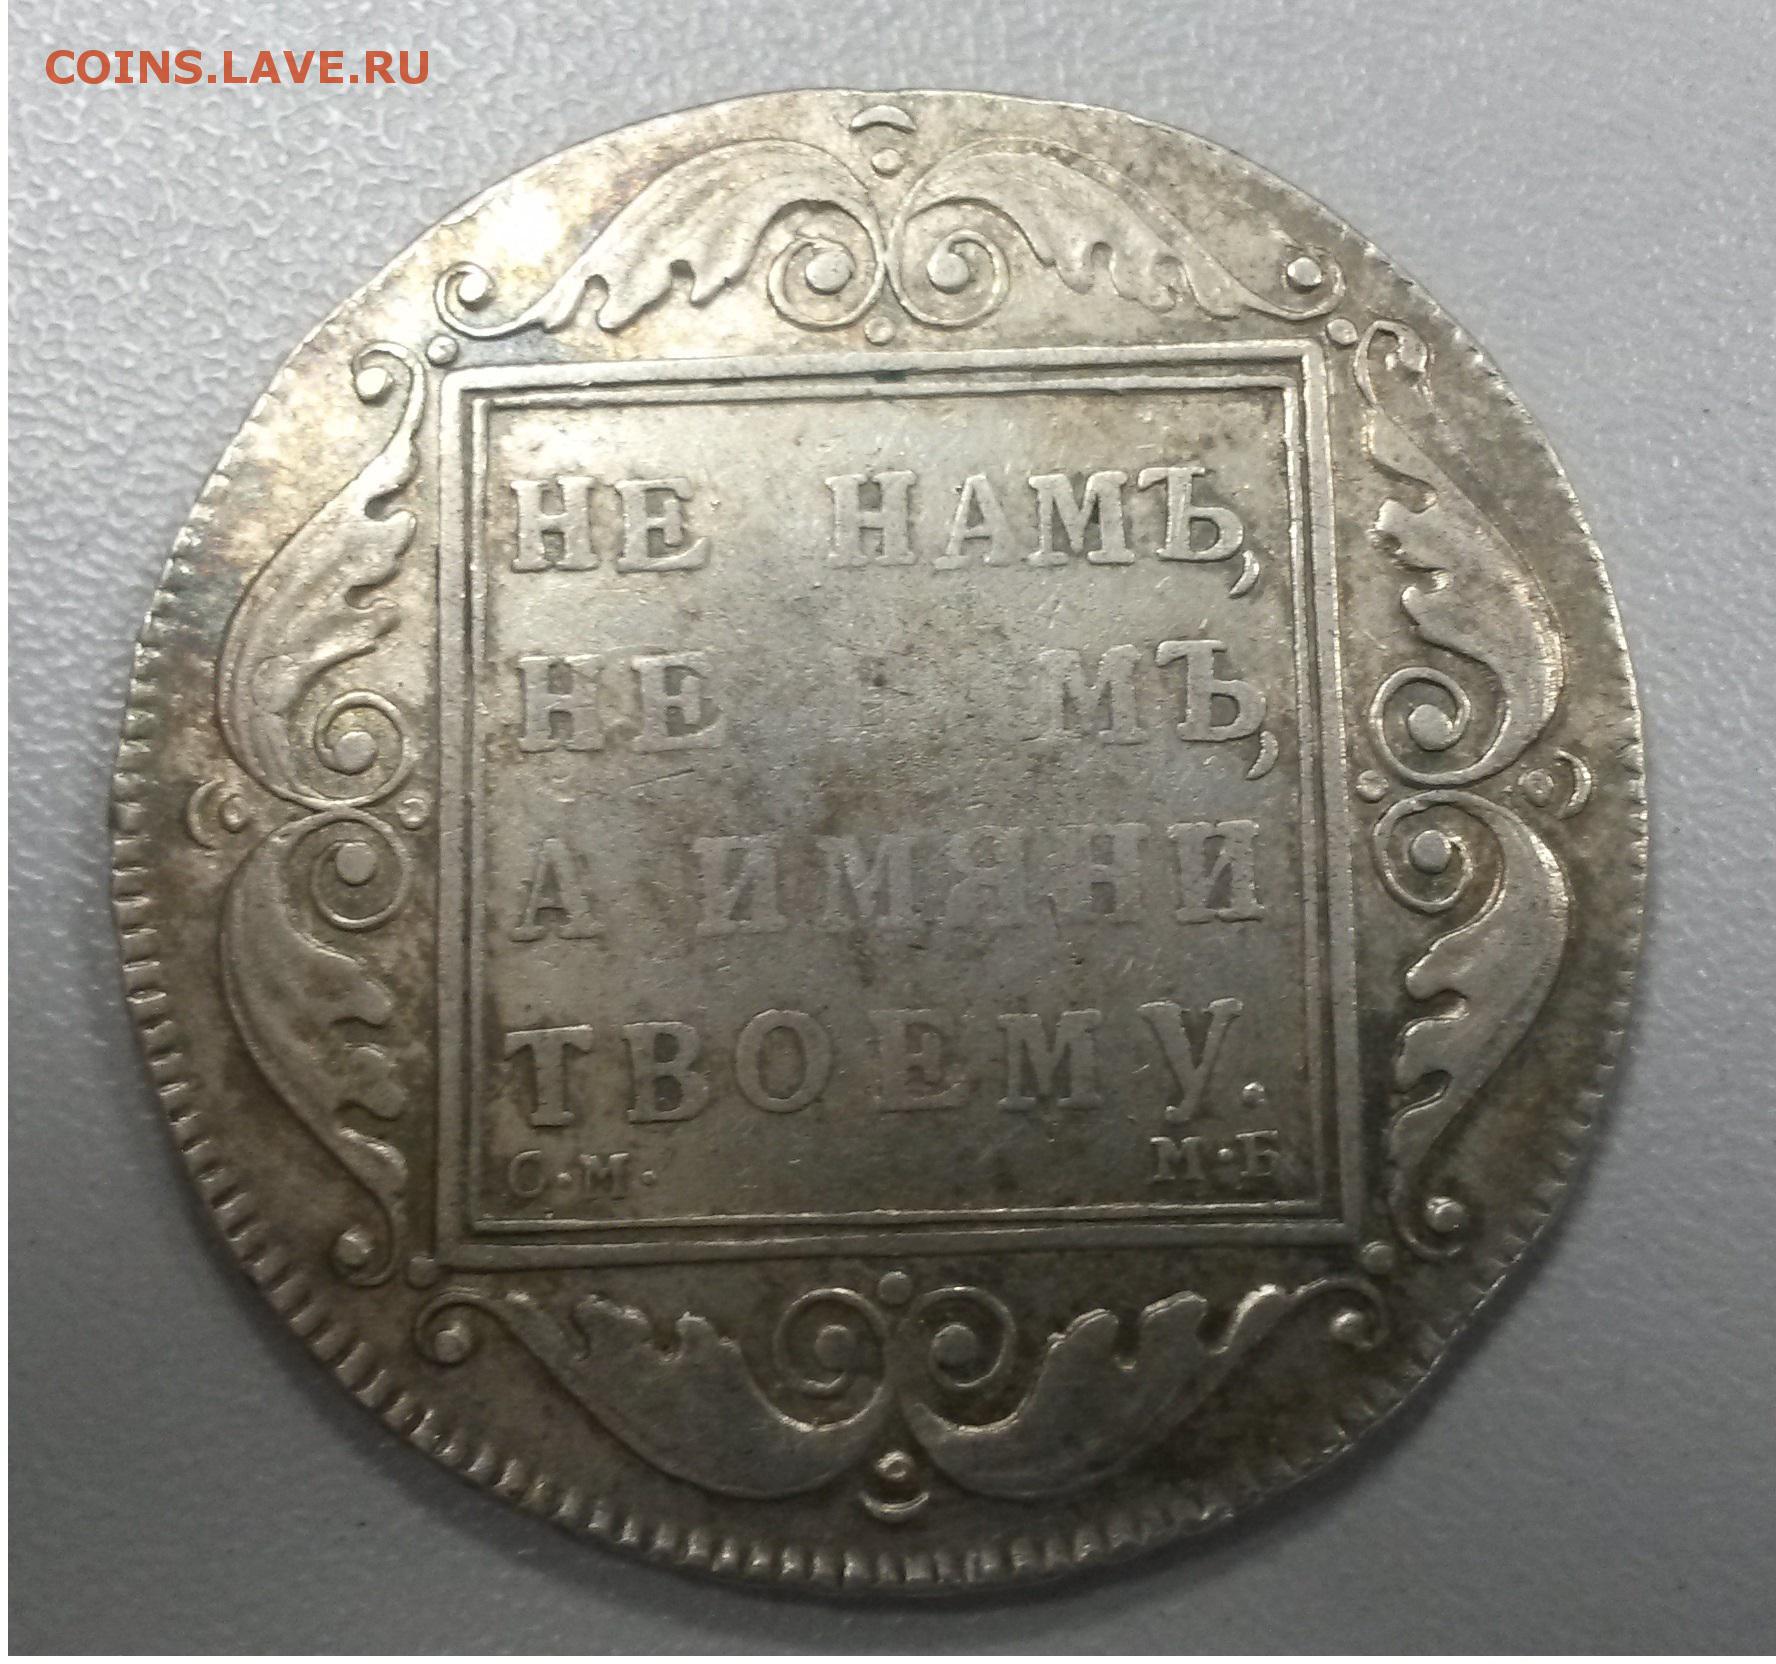 COINS.LAVE.RU
НЕ НАМЪ,
НЕ МЪ,
А ИМЯНИ
ТВОЕМУ.
С·М· М·Б